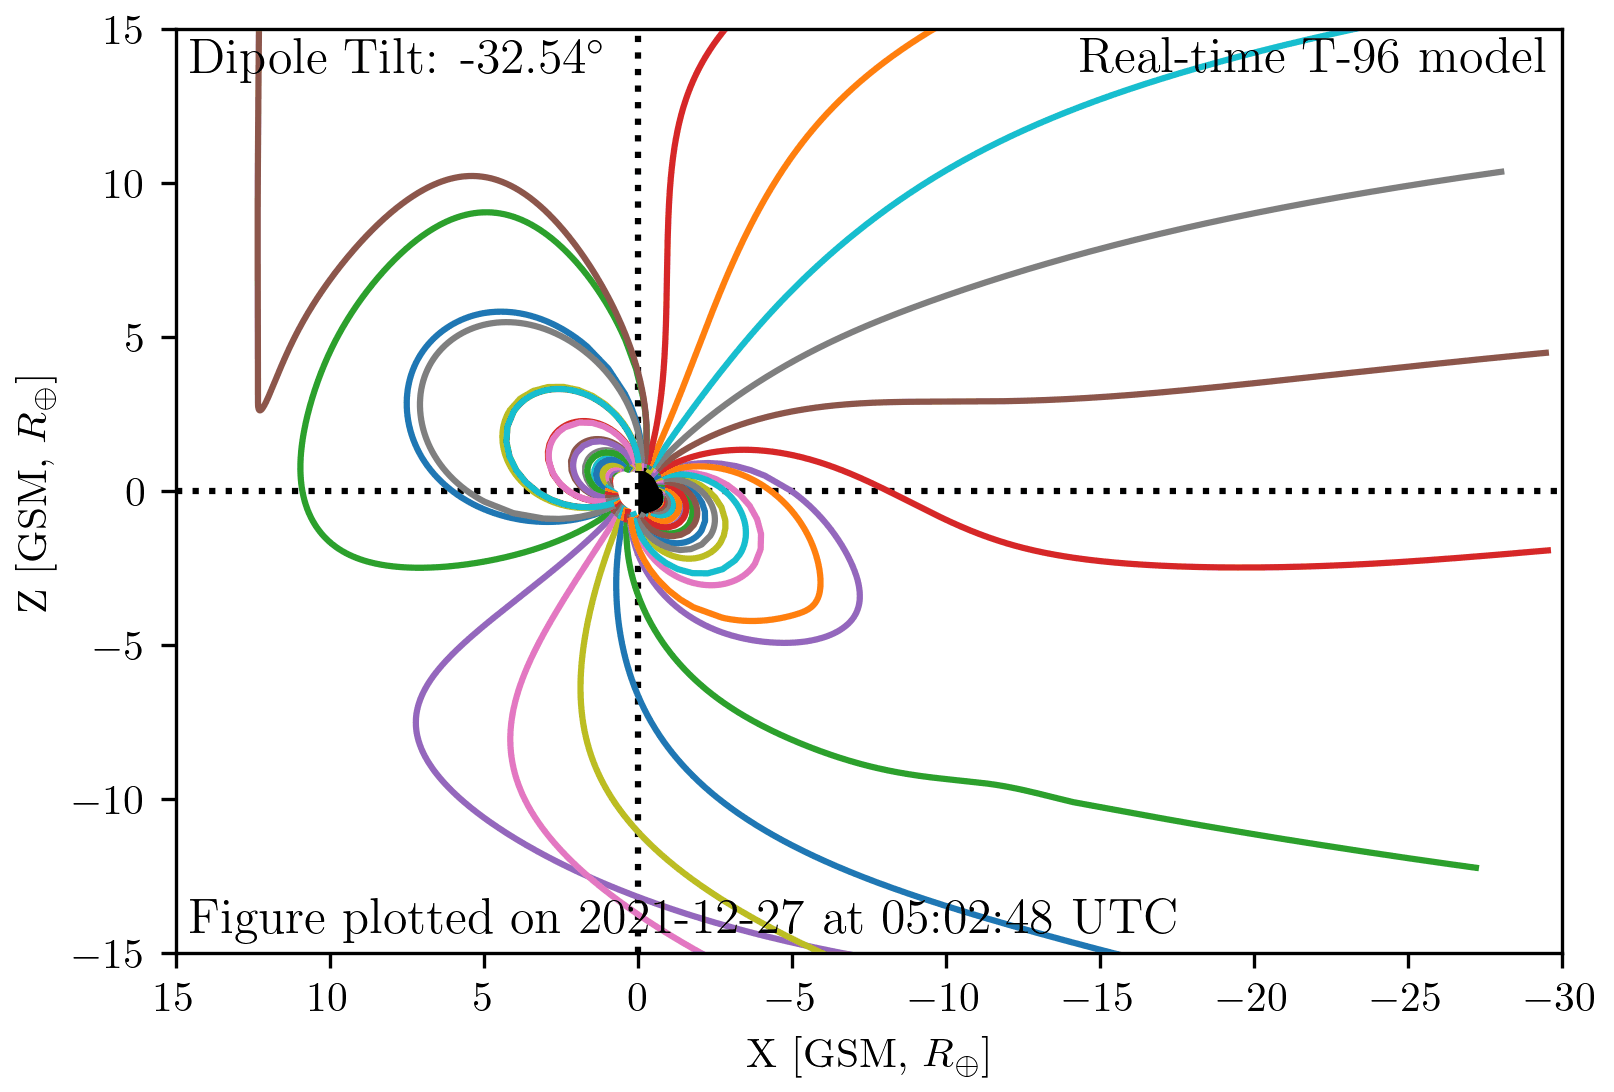 Dipole Tilt: -32.54°
Real-time T-96 model
15
10
5
0
−5
−10
−15
Z [GSM, R⊕]
Figure plotted on 2021-12-27 at 05:02:48 UTC
15 10 5 0 −5 −10 −15 −20 −25 −30
X [GSM, R⊕]